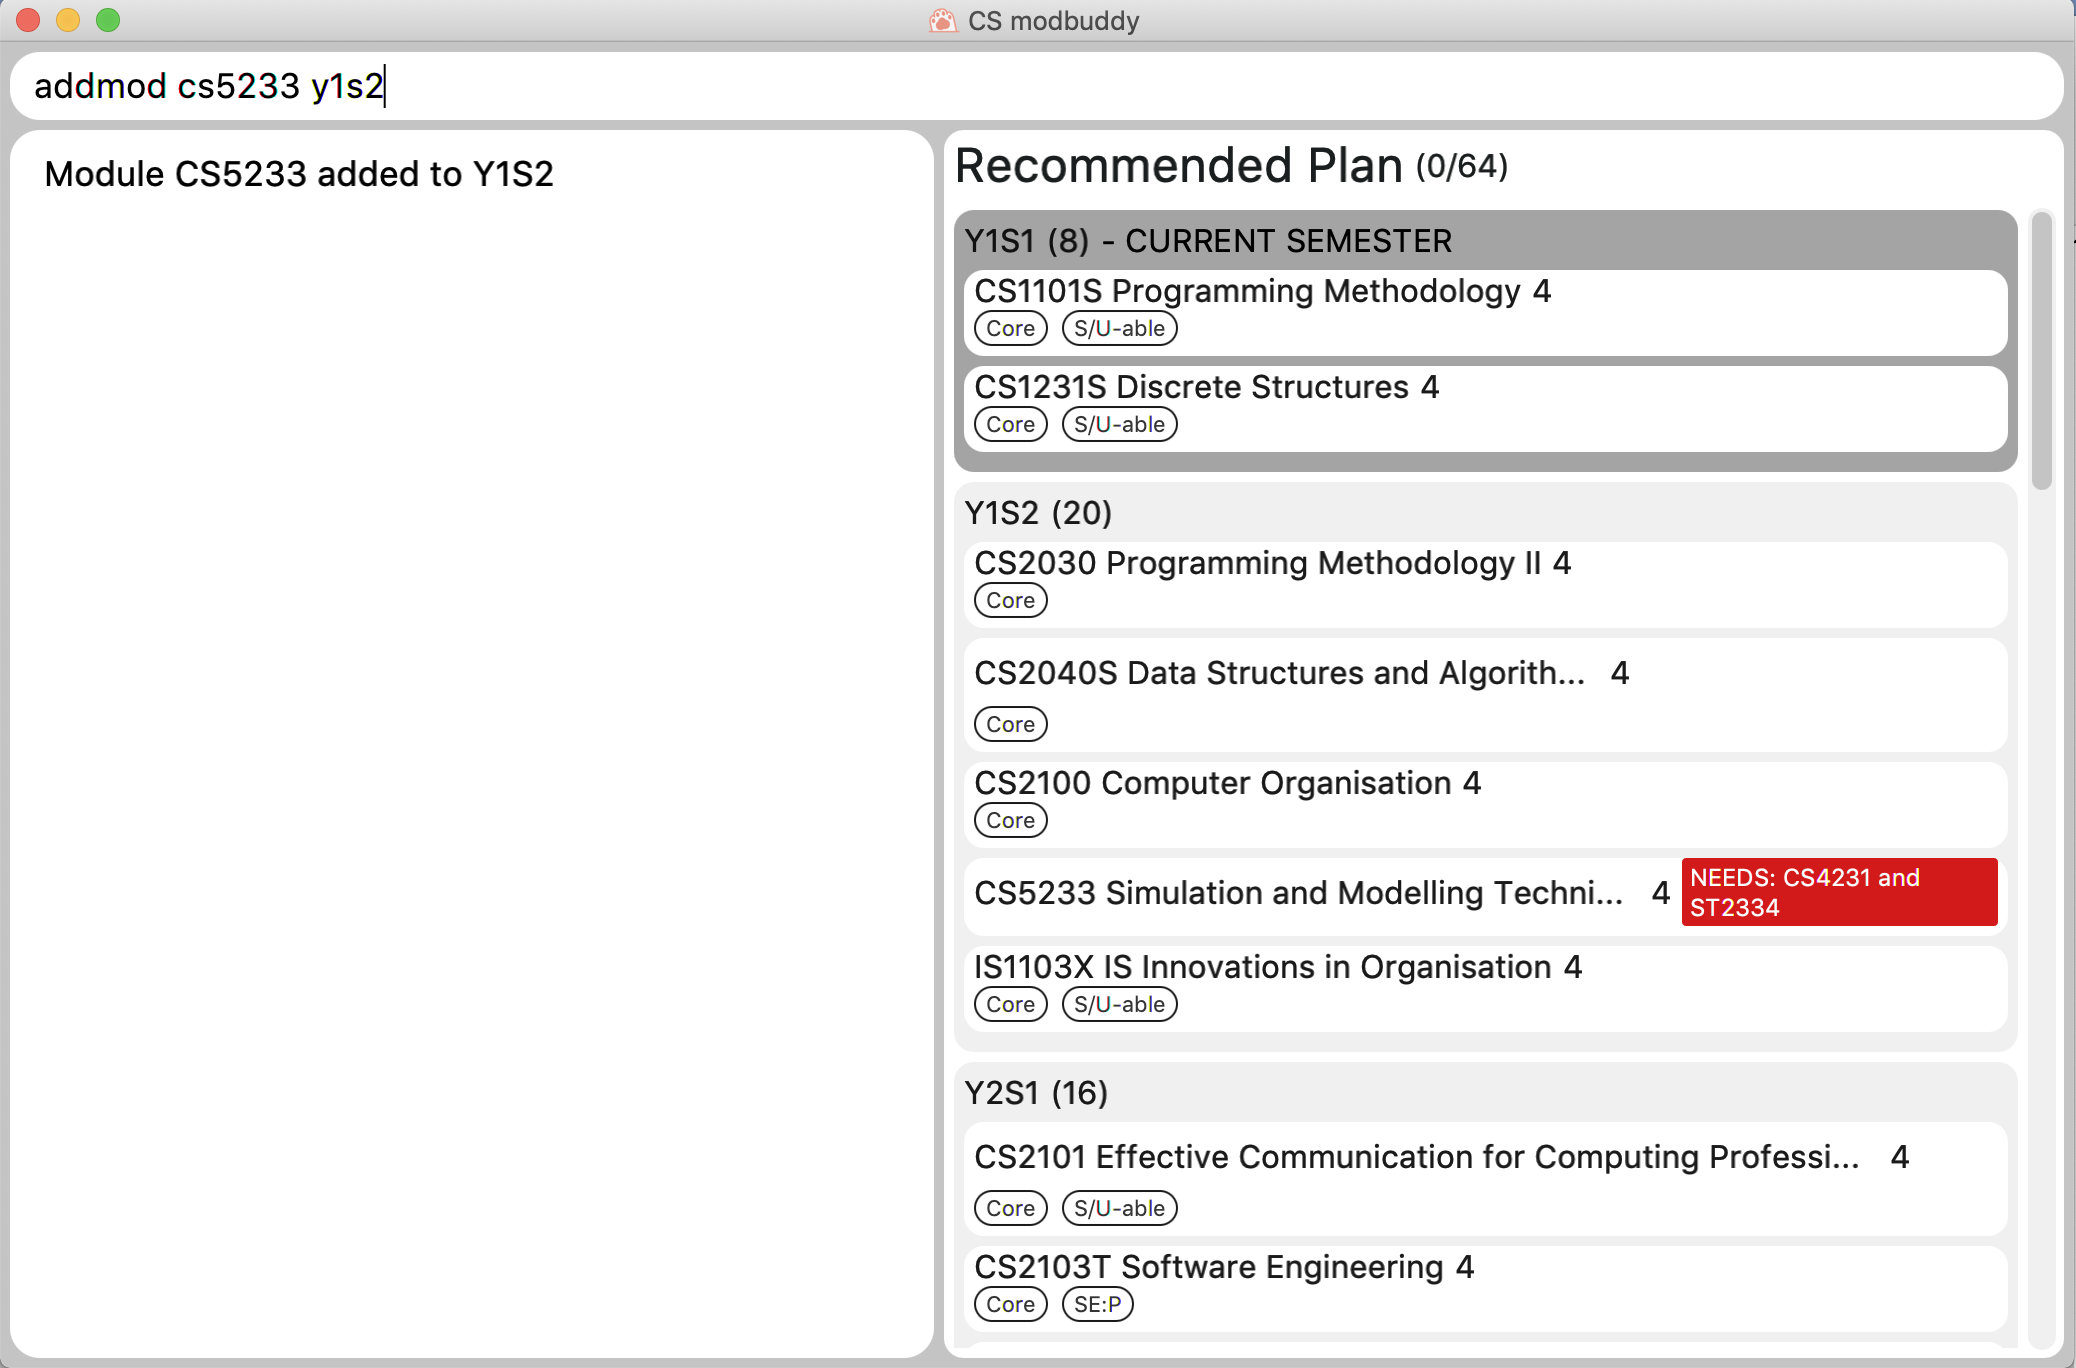 CS modbuddy
addmod cs5233 y1s2
Module CS5233 added to Y1S2
Recommended Plan (0/64)
Y1S1 (8) - CURRENT SEMESTER
CS1101S Programming Methodology 4
Core S/U-able
CS1231S Discrete Structures 4
Core S/U-able
Y1S2 (20)
CS2030 Programming Methodology II 4
Core
CS2040S Data Structures and Algorith... 4
Core
CS2100 Computer Organisation 4
Core
CS5233 Simulation and Modelling Techni... 4
NEEDS: CS4231 and
ST2334
IS1103X IS Innovations in Organisation 4
Core S/U-able
Y2S1 (16)
CS2101 Effective Communication for Computing Professi... 4
Core S/U-able
CS2103T Software Engineering 4
Core SE:P